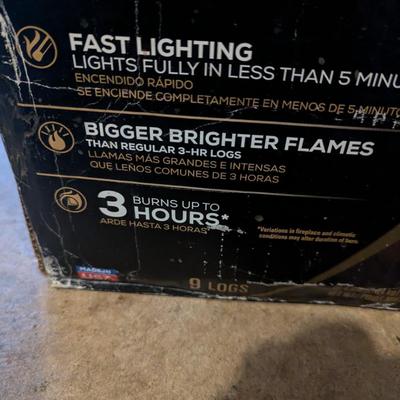 FAST LIGHTING
LIGHTS FULLY IN LESS THAN 5 MINU
ENCENDIDO RÁPIDO
SE ENCIENDE COMPLETAMENTE EN MENOS DE 5 MINUTO
BIGGER BRIGHTER FLAMES
THAN REGULAR 3-HR LOGS
LLAMAS MÁS GRANDES E INTENSAS
QUE LEÑOS COMUNES DE 3 HORAS
3 BURNS UP TO
HOURS*
ARDE HASTA 3 HORAS*
*Variations in fireplace and climatic
conditions may alter duration of burn.
MADE IN
USA
9 LOGS